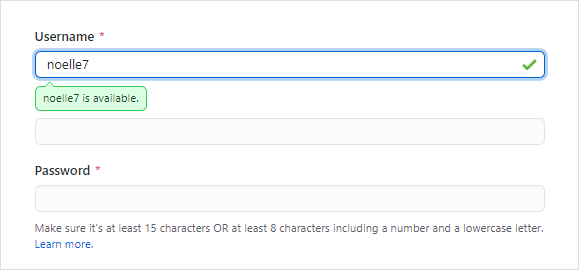 Username *
noelle7
noelle7 is available.
Password *
Make sure it's at least 15 characters OR at least 8 characters including a number and a lowercase letter.
Learn more.